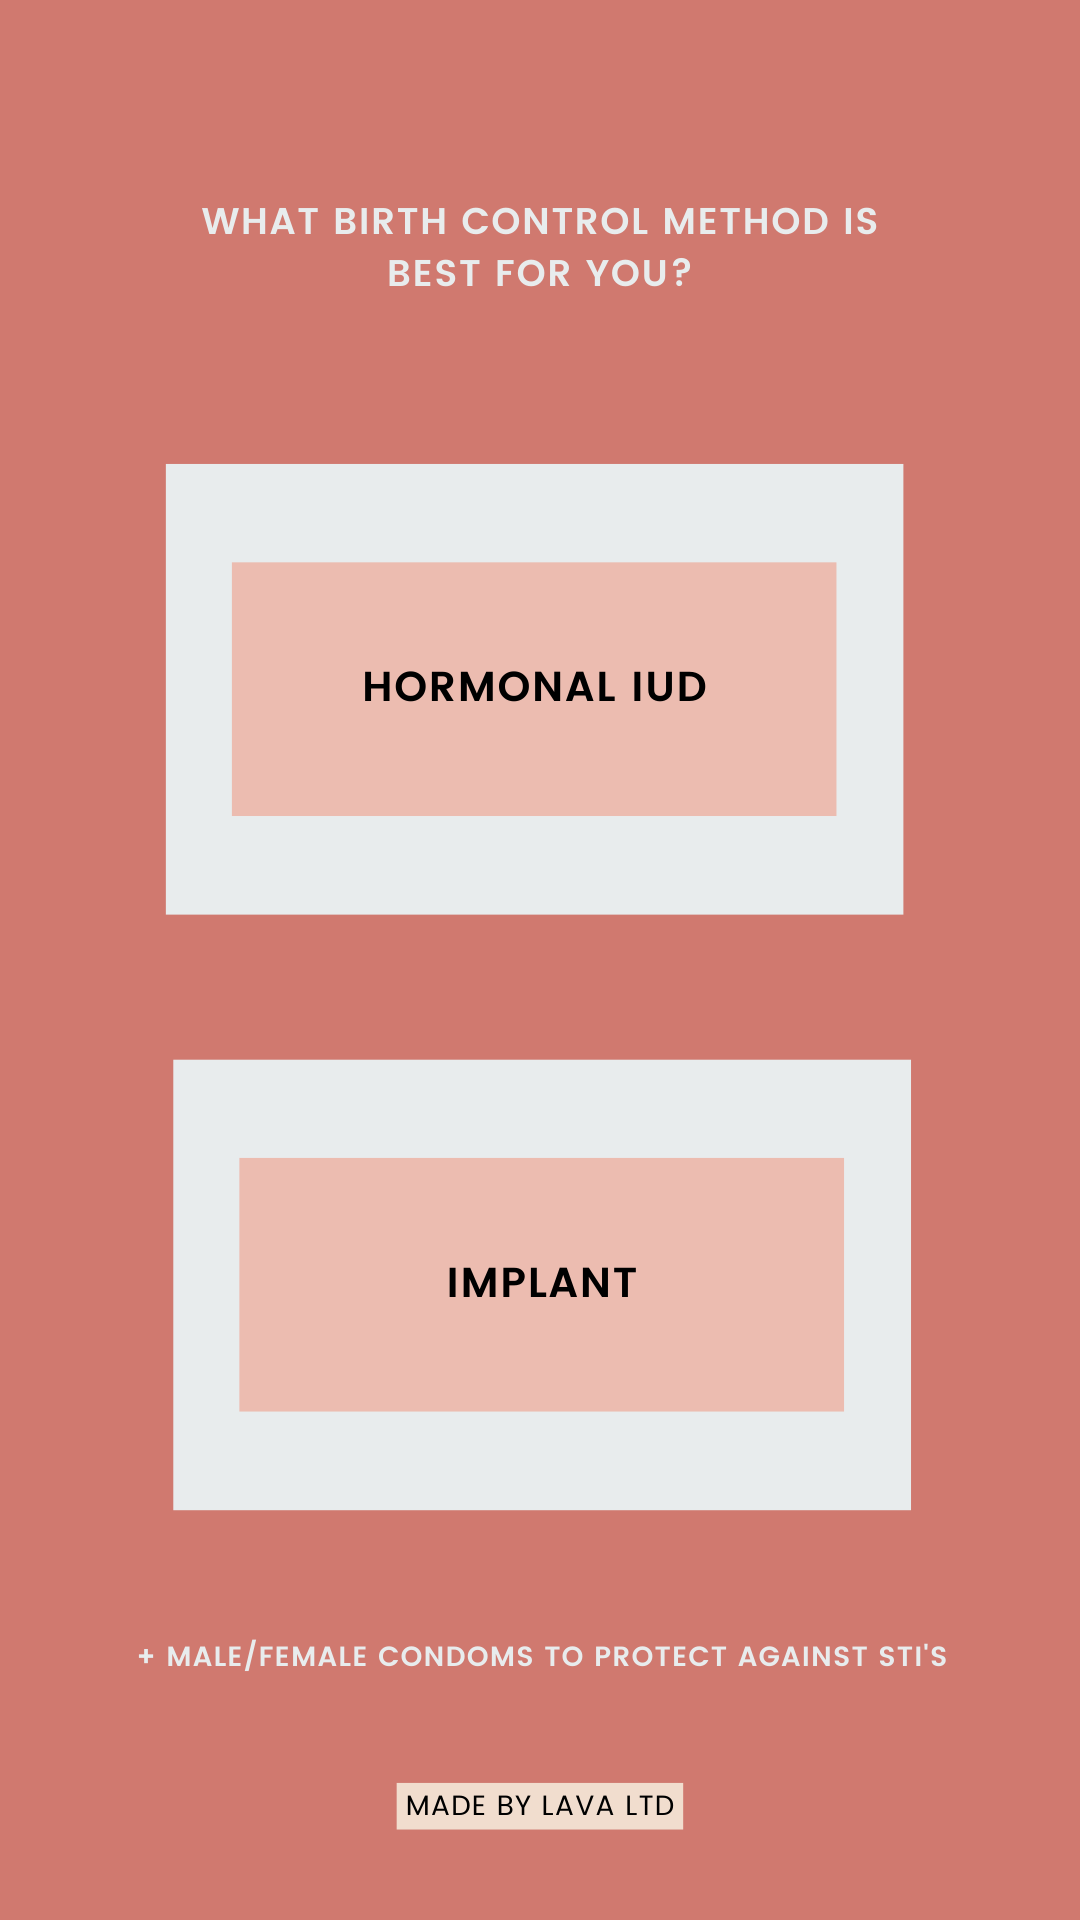 WHAT BIRTH CONTROL METHOD IS
BEST FOR YOU?
HORMONAL IUD
IMPLANT
+ MALE/FEMALE CONDOMS TO PROTECT AGAINST STI'S
MADE BY LAVA LTD